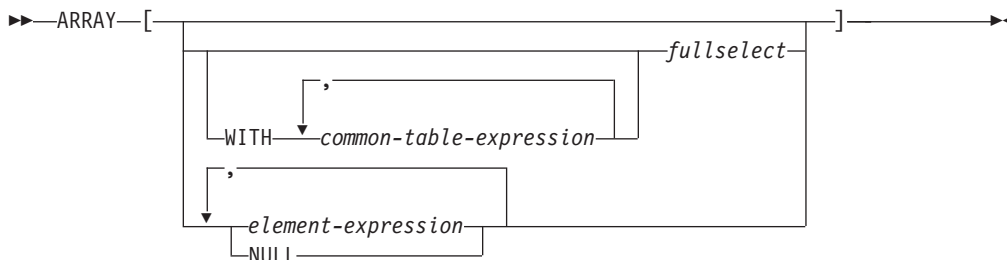 ARRAY [ ]
fullselect
,
WITH common-table-expression
,
element-expression
NULL